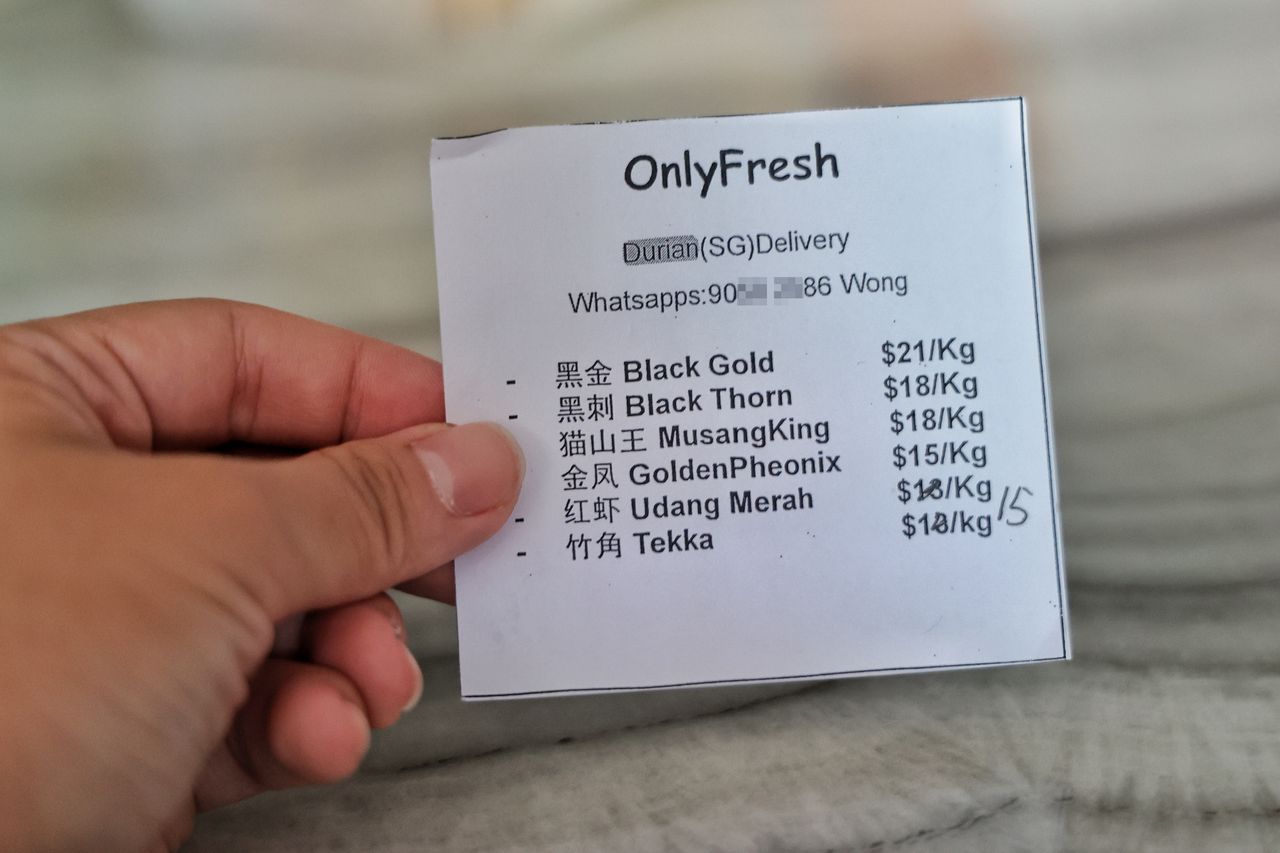 OnlyFresh
Durian(SG)Delivery
Whatsapps:90 86 Wong
- 黑金 Black Gold $21/Kg
- 黑刺 Black Thorn $18/Kg
猫山王 MusangKing $18/Kg
金凤 GoldenPheonix $15/Kg
- 红虾 Udang Merah $13/Kg 15
- 竹角 Tekka /kg